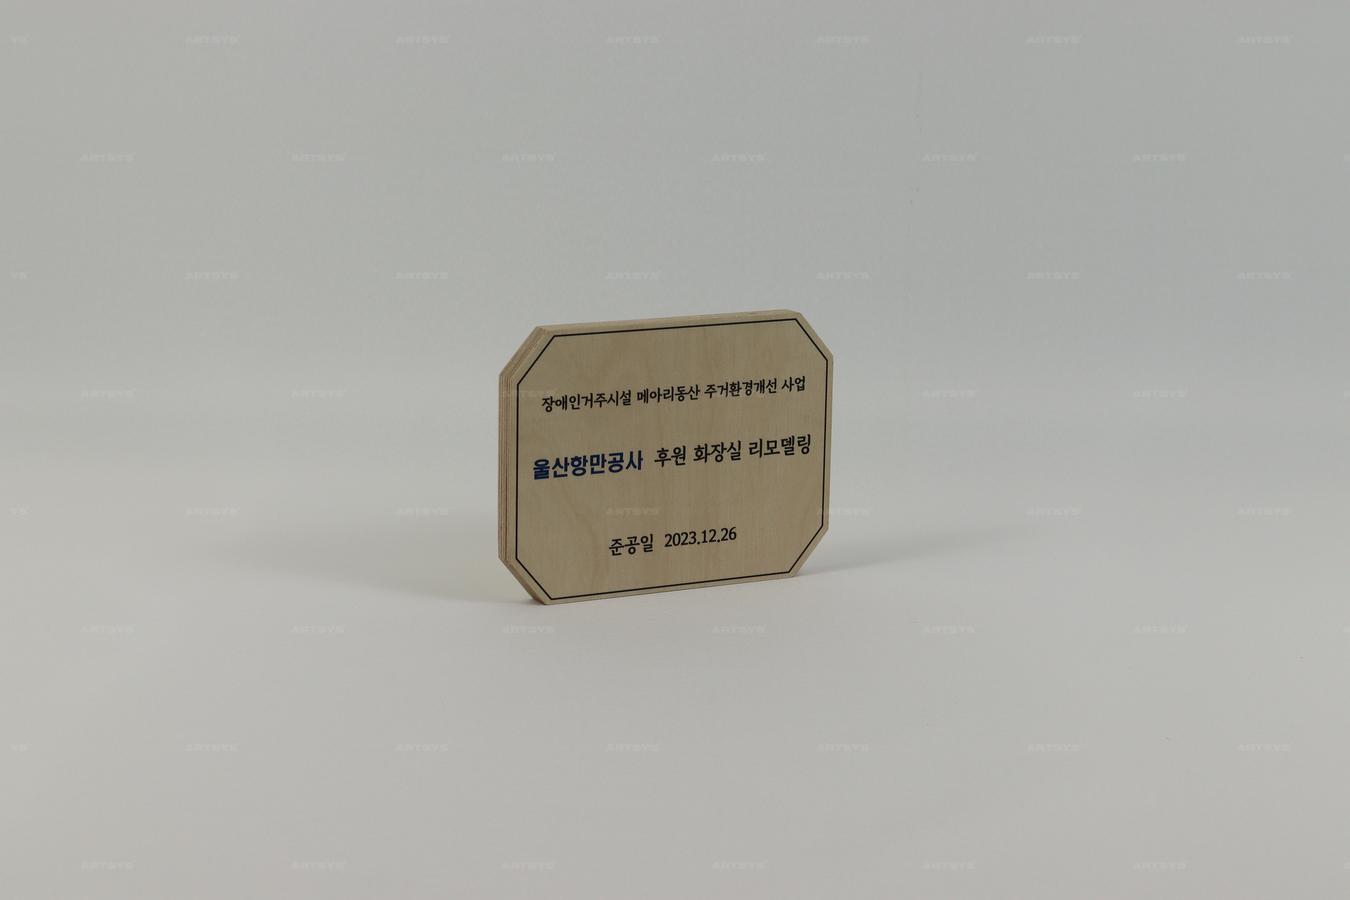 장애인거주시설 메아리동산 주거환경개선 사업
울산항만공사 후원 화장실 리모델링
준공일 2023.12.26
ARTSYS